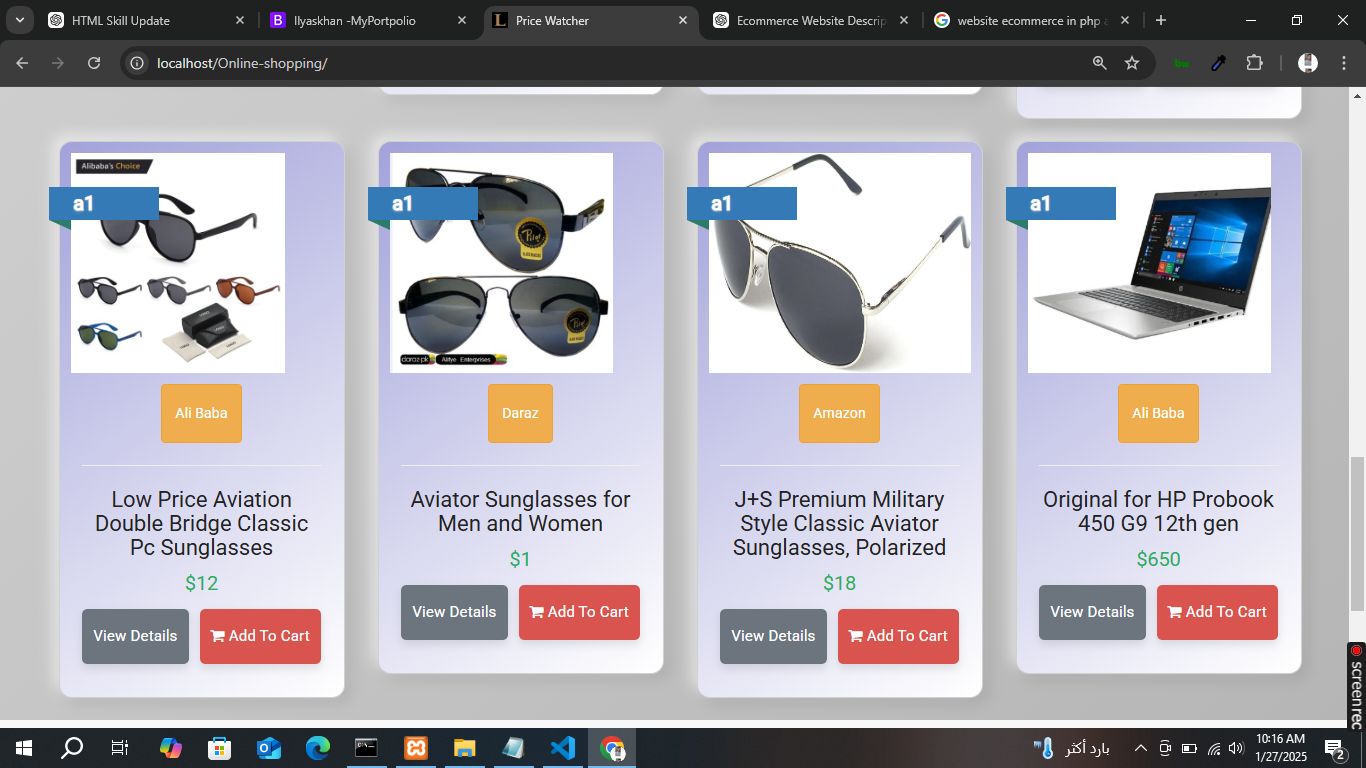 HTML Skill Update
Ilyaskhan -MyPortpolio
Price Watcher
Ecommerce Website Descrip
website ecommerce in php a
localhost/Online-shopping/
Alibaba's Choice
a1
a1
a1
a1
daraz.pk Alifye Enterprises
Ali Baba
Daraz
Amazon
Ali Baba
Low Price Aviation
Double Bridge Classic
Pc Sunglasses
$12
View Details
Add To Cart
Aviator Sunglasses for
Men and Women
$1
View Details
Add To Cart
J+S Premium Military
Style Classic Aviator
Sunglasses, Polarized
$18
View Details
Add To Cart
Original for HP Probook
450 G9 12th gen
$650
View Details
Add To Cart
screenrec
بارد أكثر
10:16 AM
1/27/2025
2